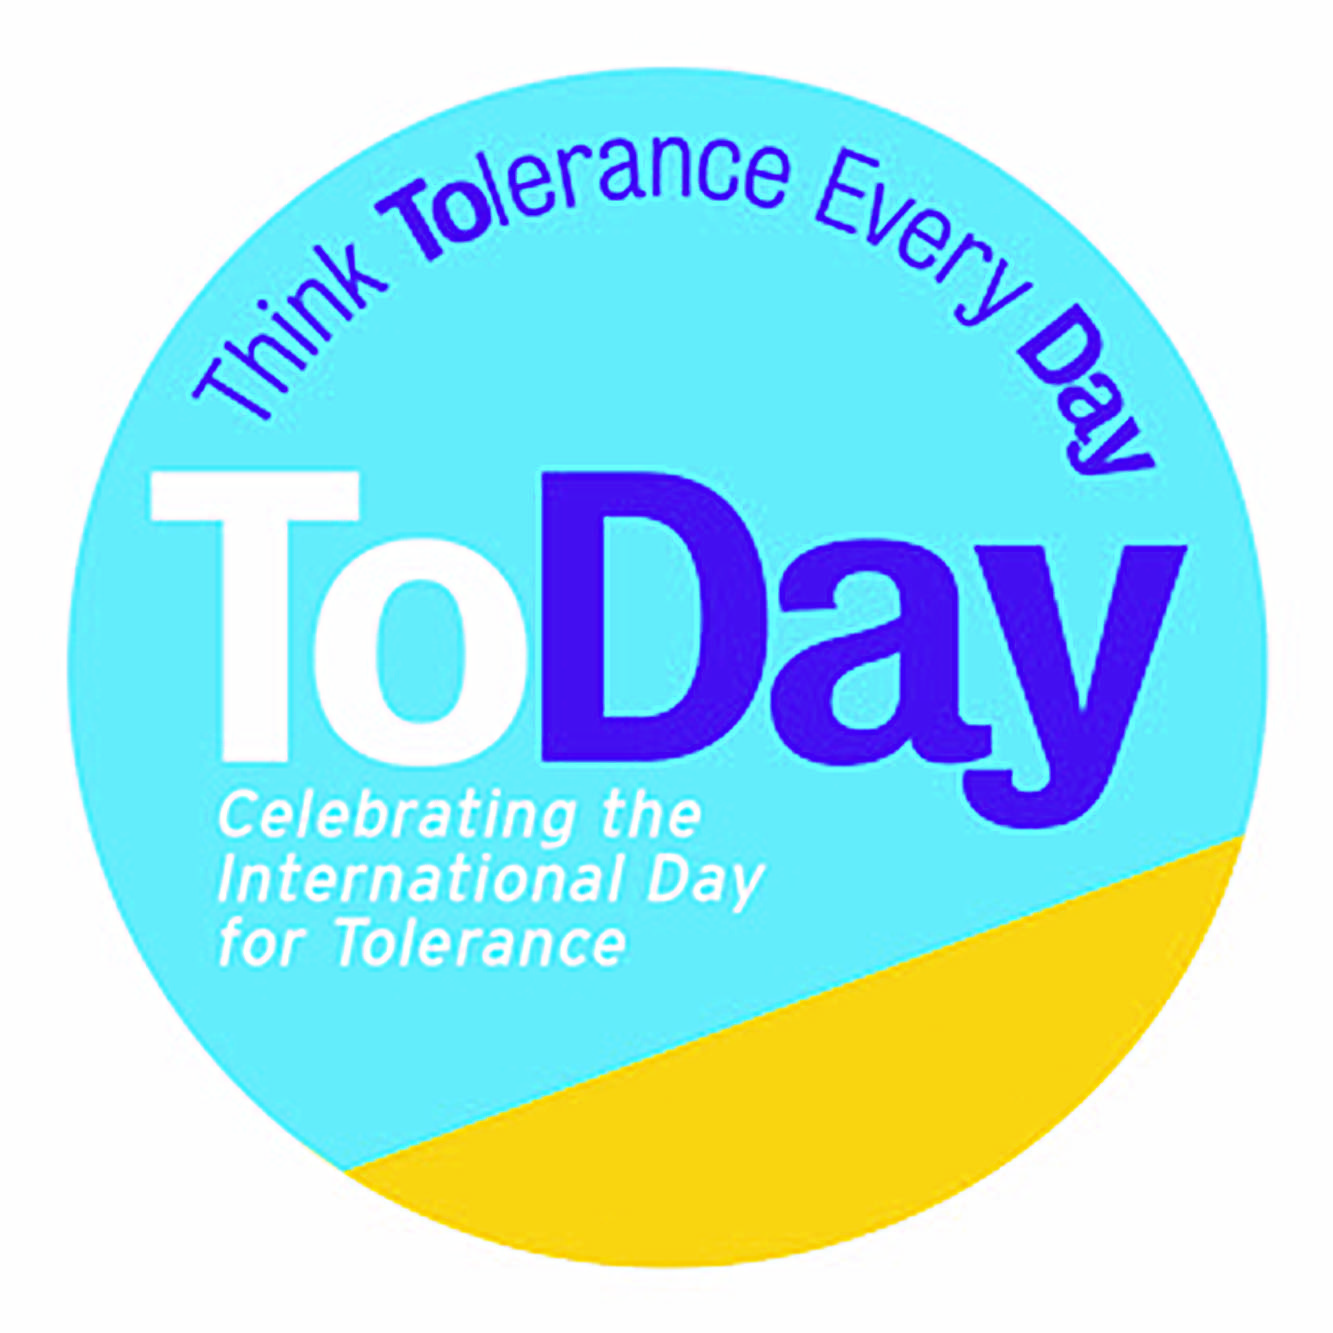 Think Tolerance Every Day
ToDay
Celebrating the
International Day
for Tolerance